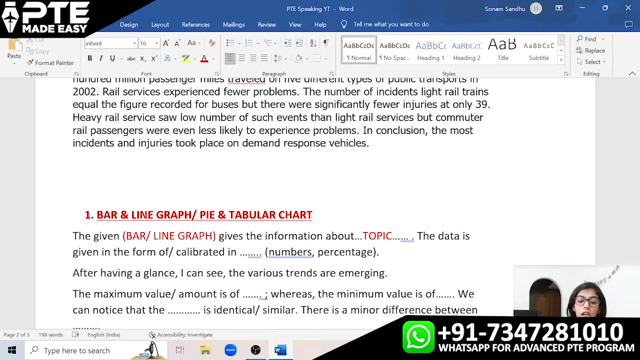 PTE
MADE EASY
PTE Speaking YT - Word
Sonam Sandhu
Design Layout References Mailings Review View Help Tell me what you want to do
Paste
inherit 16
AaBbCcDc AaBbCcDc AaBbCc AaBbCcD AaB AaBbCcD
¶ Normal ¶ No Spac... Heading 1 Heading 2 Title Subtitle
Find
Replace
Select
Clipboard Font Paragraph Styles Editing
hundred million passenger miles traveled on five different types of public transports in
2002. Rail services experienced fewer problems. The number of incidents light rail trains
equal the figure recorded for buses but there were significantly fewer injuries at only 39.
Heavy rail service saw low number of such events than light rail services but commuter
rail passengers were even less likely to experience problems. In conclusion, the most
incidents and injuries took place on demand response vehicles.
1. BAR & LINE GRAPH/ PIE & TABULAR CHART
The given (BAR/ LINE GRAPH) gives the information about…TOPIC…… . The data is
given in the form of/ calibrated in …….. (numbers, percentage).
After having a glance, I can see, the various trends are emerging.
The maximum value/ amount is of ……. ; whereas, the minimum value is of……. We
can notice that the ………… is identical/ similar. There is a minor difference between
……….
Page 2 of 5 198 words English (United States) Accessibility: Investigate
Type here to search
+91-7347281010
WHATSAPP FOR ADVANCED PTE PROGRAM